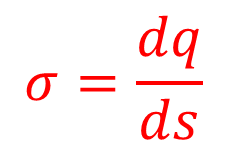 σ = dq/ds